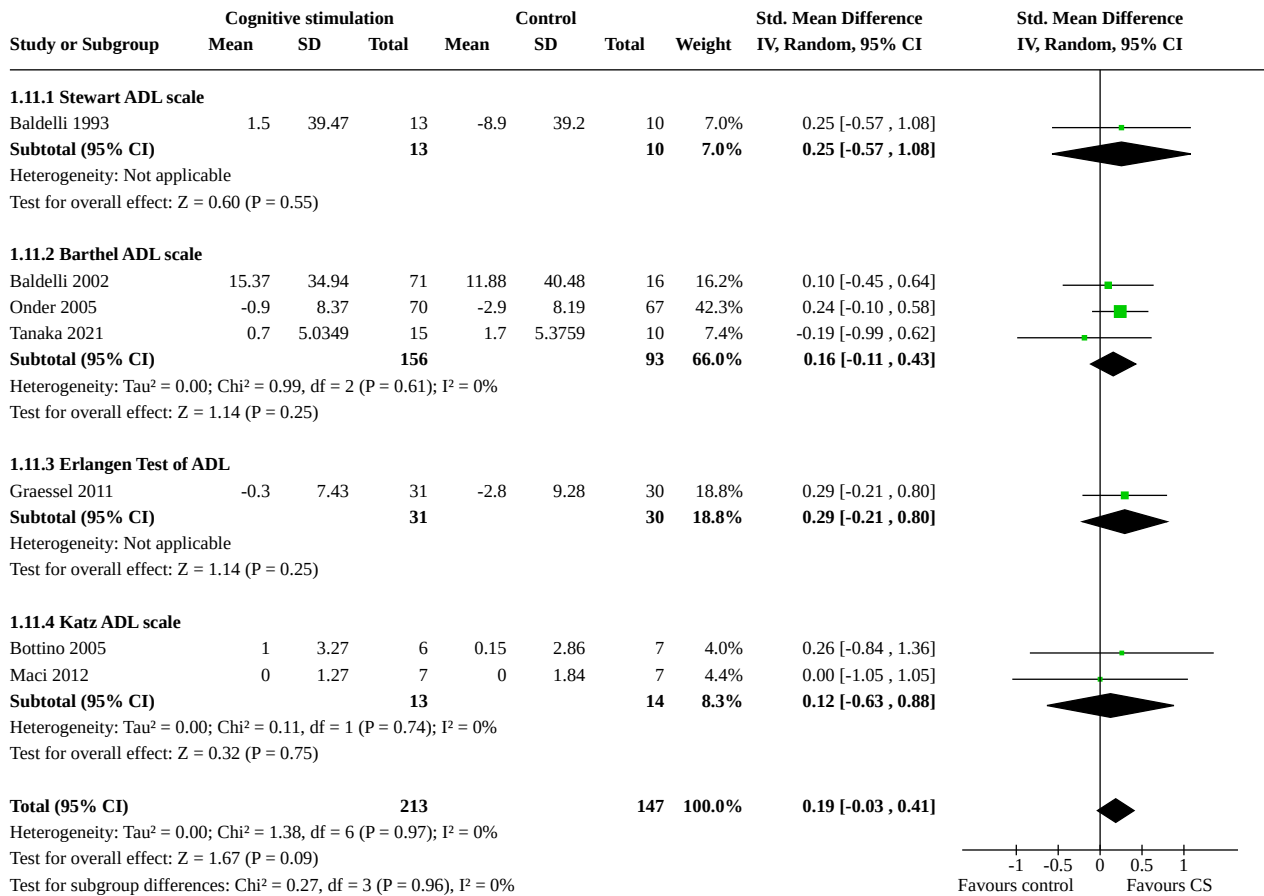 Cognitive stimulation Control Std. Mean Difference Std. Mean Difference
Study or Subgroup Mean SD Total Mean SD Total Weight IV, Random, 95% CI IV, Random, 95% CI
1.11.1 Stewart ADL scale
Baldelli 1993 1.5 39.47 13 -8.9 39.2 10 7.0% 0.25 [-0.57 , 1.08]
Subtotal (95% CI) 13 10 7.0% 0.25 [-0.57 , 1.08]
Heterogeneity: Not applicable
Test for overall effect: Z = 0.60 (P = 0.55)
1.11.2 Barthel ADL scale
Baldelli 2002 15.37 34.94 71 11.88 40.48 16 16.2% 0.10 [-0.45 , 0.64]
Onder 2005 -0.9 8.37 70 -2.9 8.19 67 42.3% 0.24 [-0.10 , 0.58]
Tanaka 2021 0.7 5.0349 15 1.7 5.3759 10 7.4% -0.19 [-0.99 , 0.62]
Subtotal (95% CI) 156 93 66.0% 0.16 [-0.11 , 0.43]
Heterogeneity: Tau² = 0.00; Chi² = 0.99, df = 2 (P = 0.61); I² = 0%
Test for overall effect: Z = 1.14 (P = 0.25)
1.11.3 Erlangen Test of ADL
Graessel 2011 -0.3 7.43 31 -2.8 9.28 30 18.8% 0.29 [-0.21 , 0.80]
Subtotal (95% CI) 31 30 18.8% 0.29 [-0.21 , 0.80]
Heterogeneity: Not applicable
Test for overall effect: Z = 1.14 (P = 0.25)
1.11.4 Katz ADL scale
Bottino 2005 1 3.27 6 0.15 2.86 7 4.0% 0.26 [-0.84 , 1.36]
Maci 2012 0 1.27 7 0 1.84 7 4.4% 0.00 [-1.05 , 1.05]
Subtotal (95% CI) 13 14 8.3% 0.12 [-0.63 , 0.88]
Heterogeneity: Tau² = 0.00; Chi² = 0.11, df = 1 (P = 0.74); I² = 0%
Test for overall effect: Z = 0.32 (P = 0.75)
Total (95% CI) 213 147 100.0% 0.19 [-0.03 , 0.41]
Heterogeneity: Tau² = 0.00; Chi² = 1.38, df = 6 (P = 0.97); I² = 0%
Test for overall effect: Z = 1.67 (P = 0.09)
-1 -0.5 0 0.5 1
Test for subgroup differences: Chi² = 0.27, df = 3 (P = 0.96), I² = 0% Favours control Favours CS